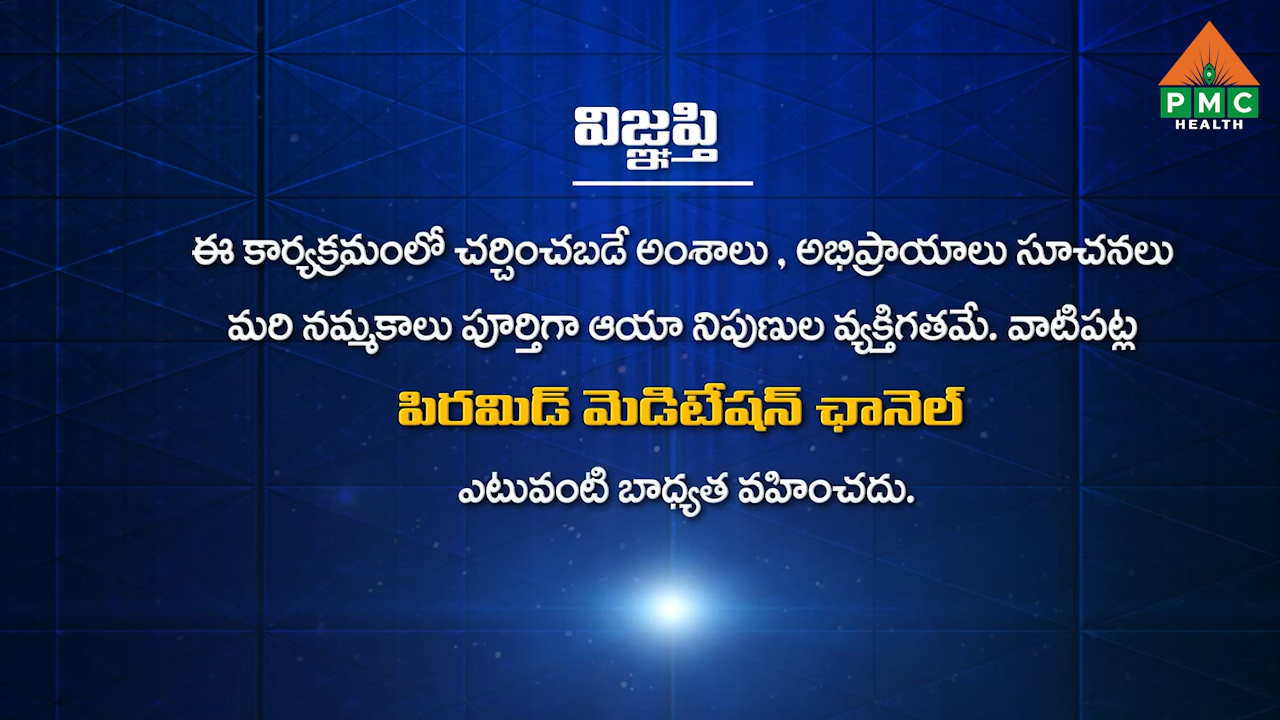 విజ్ఞప్తి
PMC
HEALTH
ఈ కార్యక్రమంలో చర్చించబడే అంశాలు , అభిప్రాయాలు సూచనలు
మరి నమ్మకాలు పూర్తిగా ఆయా నిపుణుల వ్యక్తిగతమే. వాటిపట్ల
పిరమిడ్ మెడిటేషన్ ఛానెల్
ఎటువంటి బాధ్యత వహించదు.